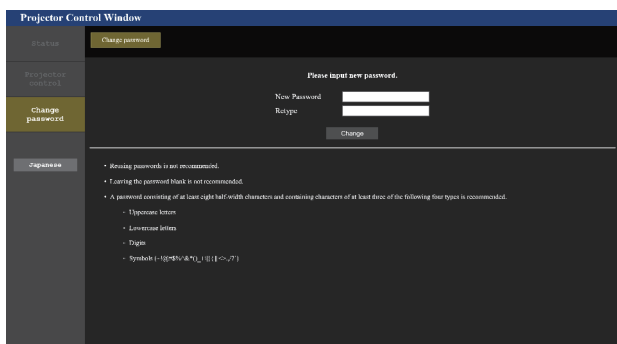 Projector Control Window
Status
Change password
Projector
control
Please input new password.
New Password
Change
password
Retype
Change
Japanese
• Reusing passwords is not recommended.
• Leaving the password blank is not recommended.
• A password consisting of at least eight half-width characters and containing characters of at least three of the following four types is recommended.
- Uppercase letters
- Lowercase letters
- Digits
- Symbols